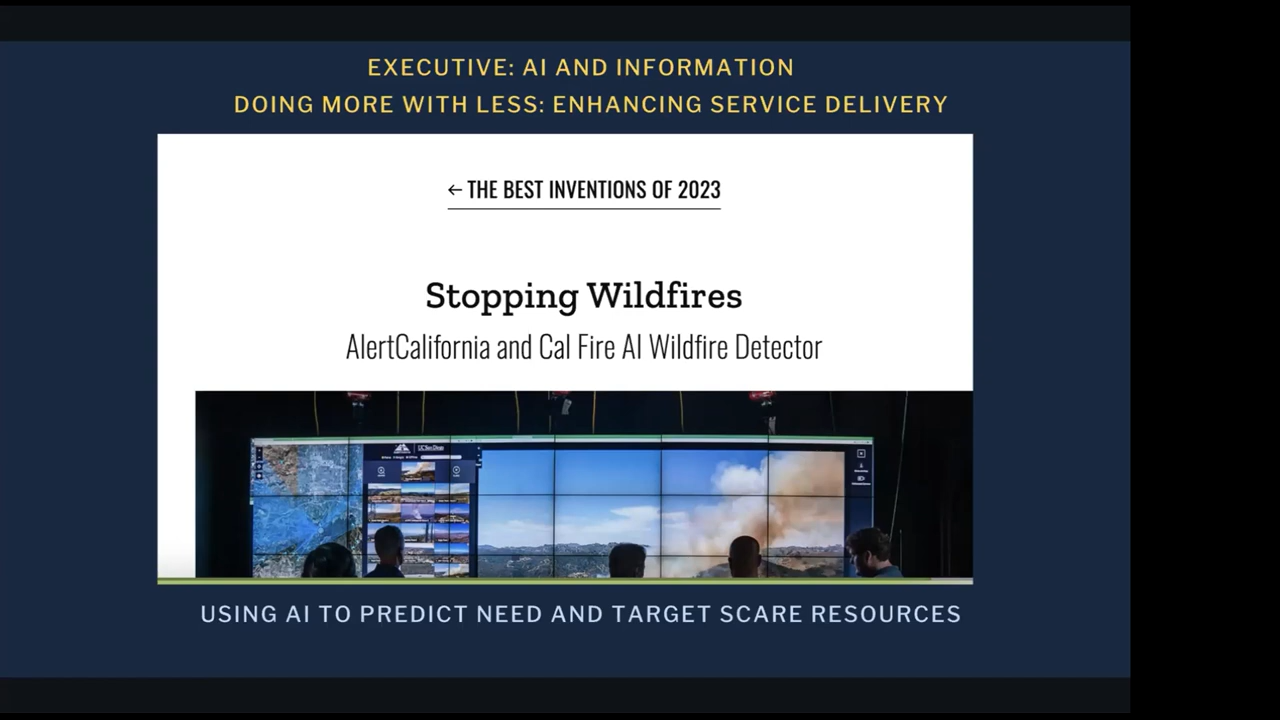 EXECUTIVE: AI AND INFORMATION
DOING MORE WITH LESS: ENHANCING SERVICE DELIVERY
← THE BEST INVENTIONS OF 2023
Stopping Wildfires
AlertCalifornia and Cal Fire AI Wildfire Detector
UC San Diego
USING AI TO PREDICT NEED AND TARGET SCARE RESOURCES